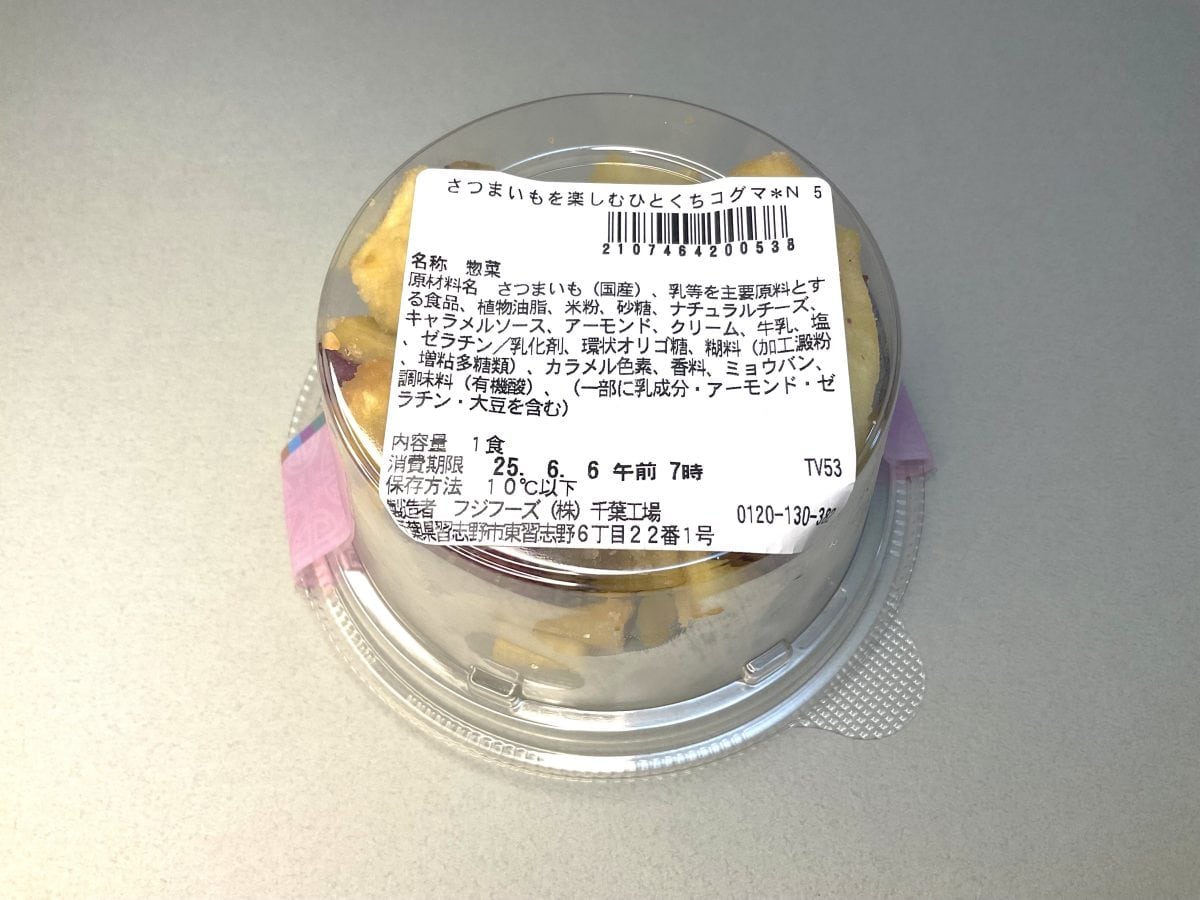 さつまいもを楽しむひとくちコグマ*N 5
2107464200538
名称 惣菜
原材料名 さつまいも(国産)、乳等を主要原料とす
る食品、植物油脂、米粉、砂糖、ナチュラルチーズ、
キャラメルソース、アーモンド、クリーム、牛乳、塩
、ゼラチン/乳化剤、環状オリゴ糖、糊料(加工澱粉
、増粘多糖類)、カラメル色素、香料、ミョウバン、
調味料(有機酸)、(一部に乳成分・アーモンド・ゼ
ラチン・大豆を含む)
内容量 1食
消費期限 25. 6. 6 午前 7時 TV53
保存方法 10℃以下
製造者 フジフーズ(株)千葉工場 0120-130-38
千葉県習志野市東習志野6丁目22番1号